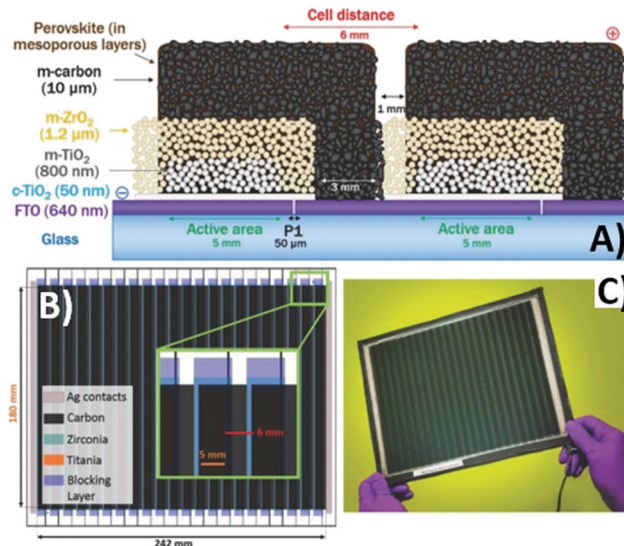 Cell distance
6 mm
Perovskite (in
mesoporous layers)
m-carbon
(10 µm)
1 mm
m-ZrO2
(1.2 µm)
m-TiO2
(800 nm)
3 mm
c-TiO2 (50 nm)
FTO (640 nm)
Active area
5 mm
P1
50 µm
Active area
5 mm
Glass
A)
B)
C)
180 mm
Ag contacts
Carbon
Zirconia
Titania
Blocking
Layer
6 mm
5 mm
242 mm